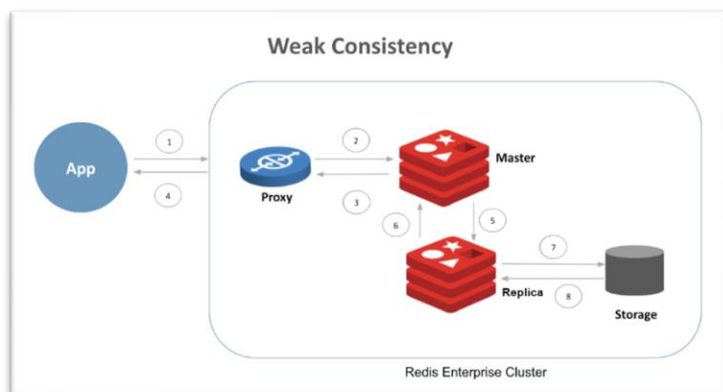 Weak Consistency
1
2
App
Master
Proxy
4
3
6
5
7
Replica
8
Storage
Redis Enterprise Cluster